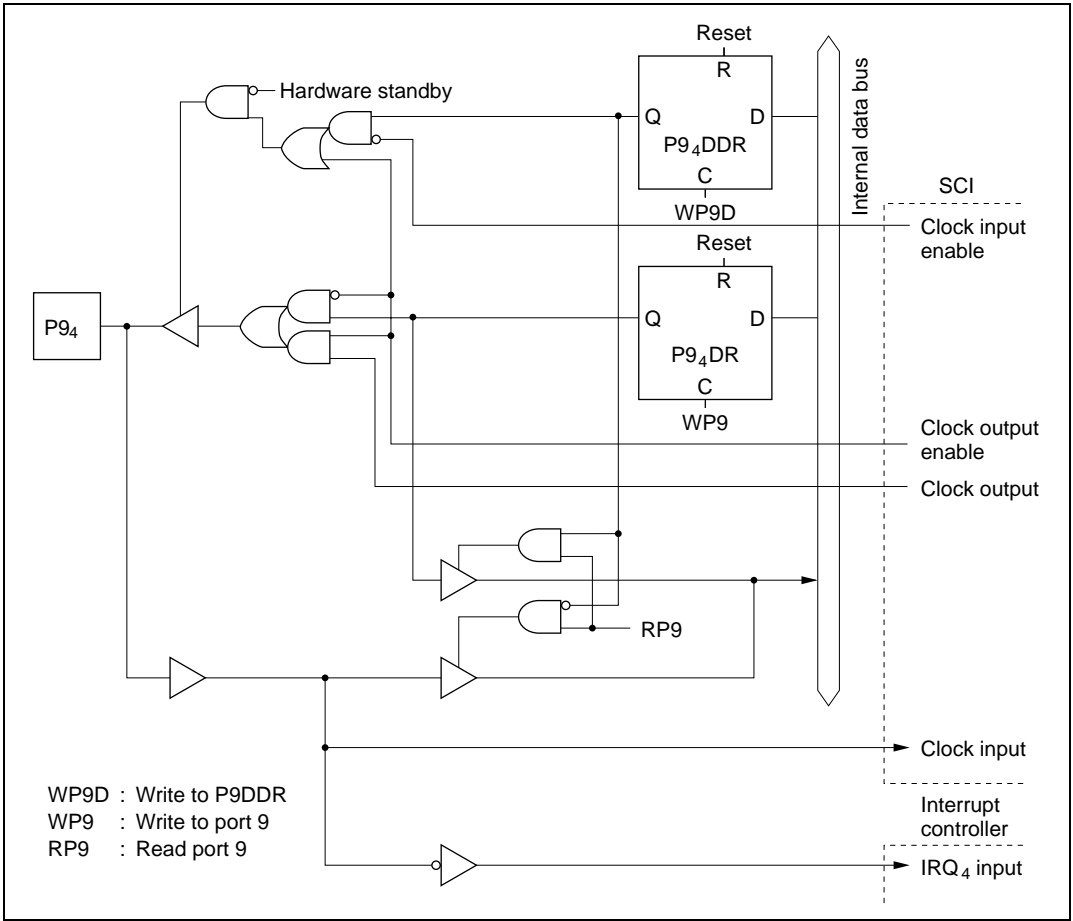 Reset
R
Hardware standby
Q
D
P9₄DDR
C
WP9D
Internal data bus
SCI
Clock input
enable
Reset
R
P9₄
Q
D
P9₄DR
C
WP9
Clock output
enable
Clock output
RP9
Clock input
WP9D : Write to P9DDR
WP9 : Write to port 9
RP9 : Read port 9
Interrupt
controller
IRQ₄ input